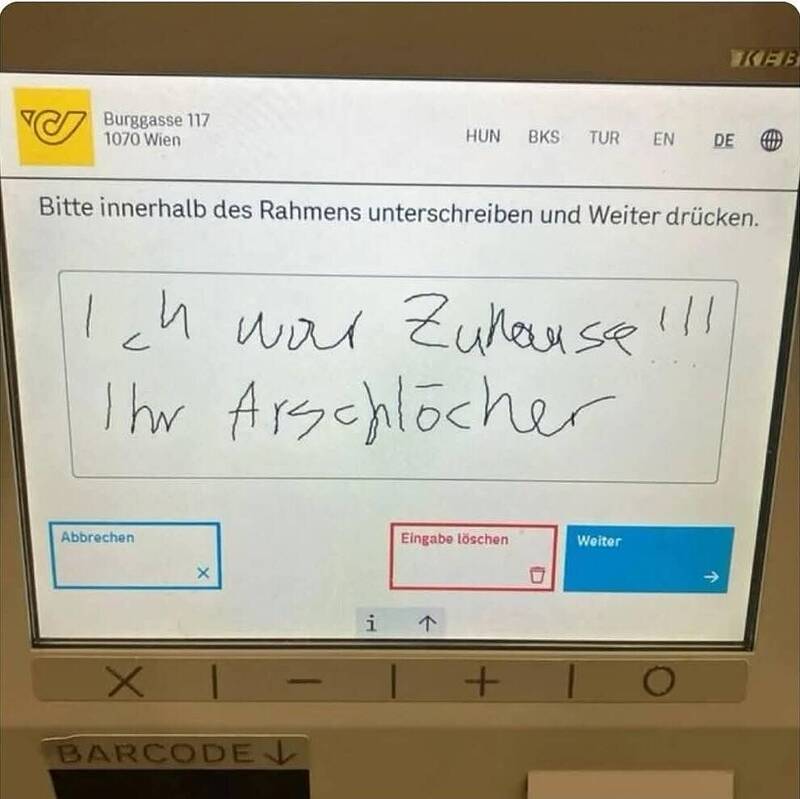 KEB
Burggasse 117
1070 Wien
HUN BKS TUR EN DE
Bitte innerhalb des Rahmens unterschreiben und Weiter drücken.
Ich war Zuhause!!!
Ihr Arschlöcher
Abbrechen
Eingabe löschen
Weiter
i
BARCODE